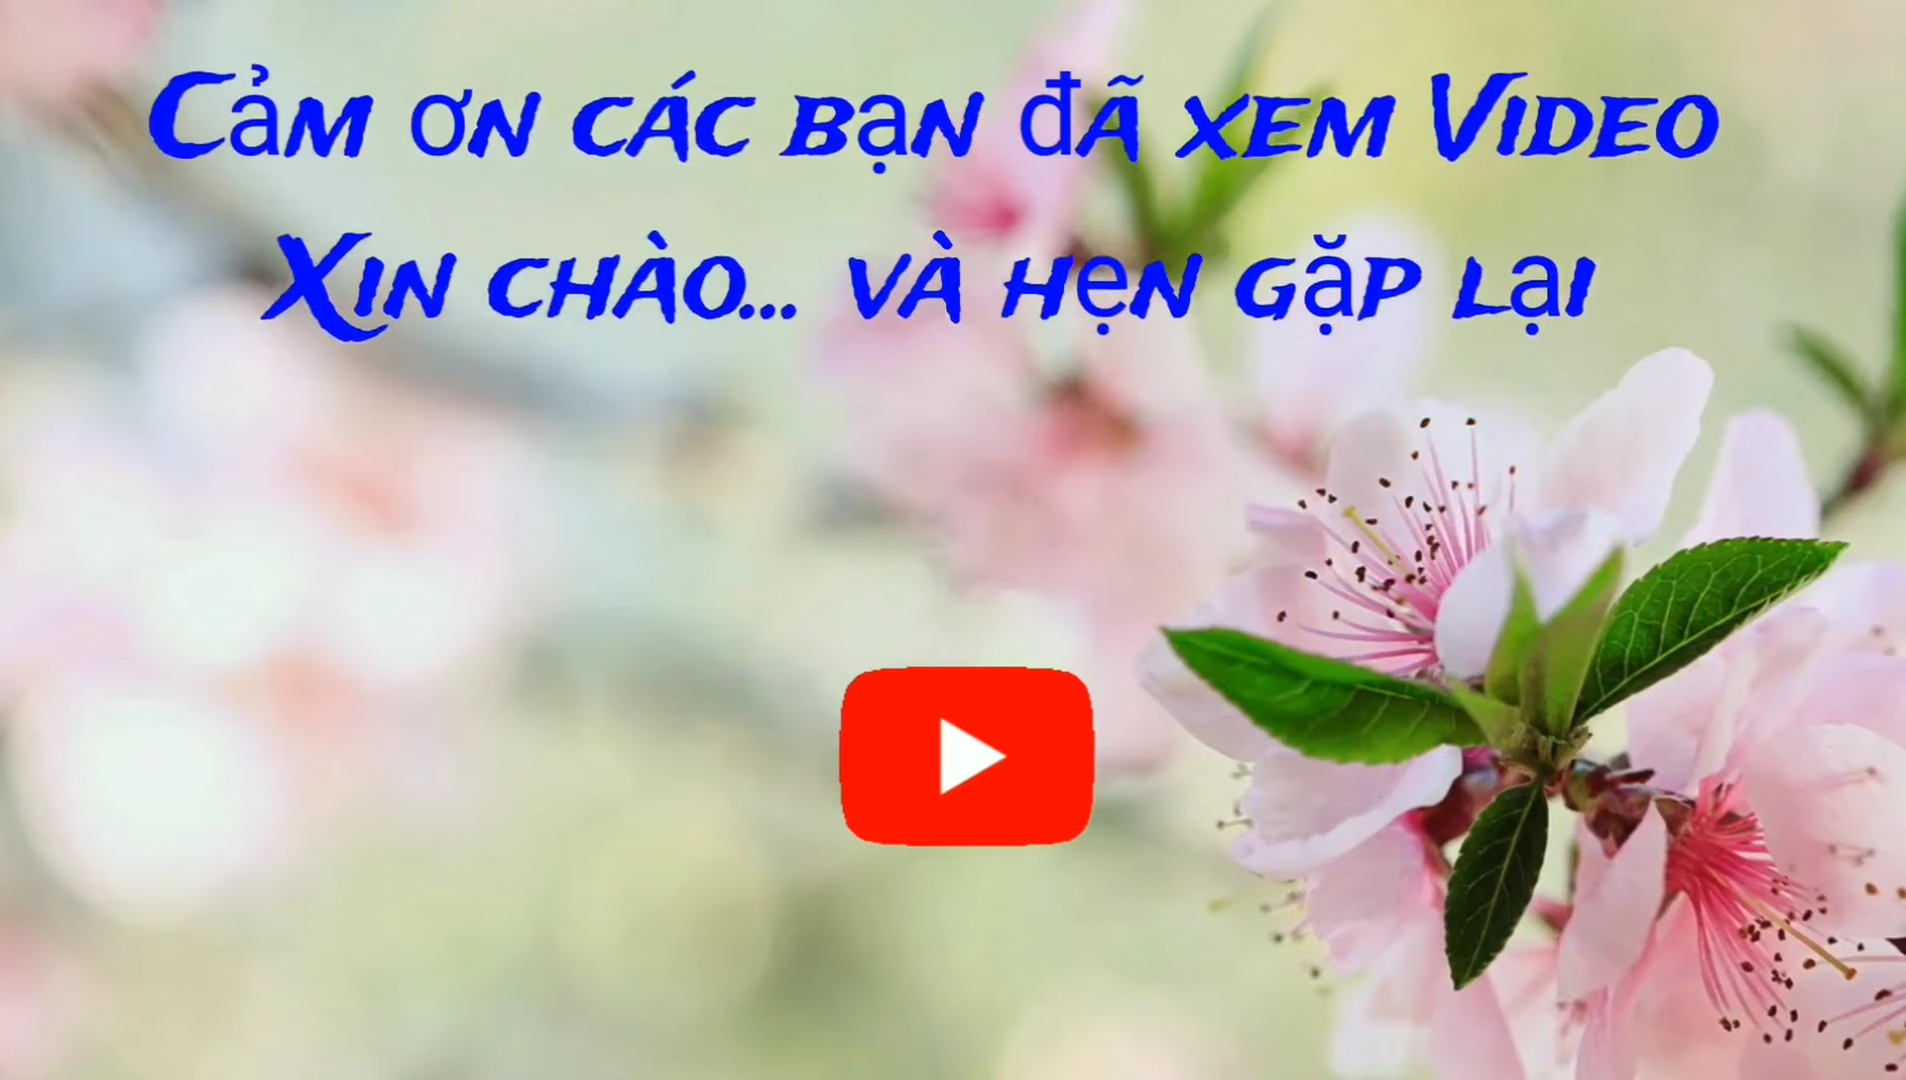 Cảm ơn các bạn đã xem Video
Xin chào... và hẹn gặp lại